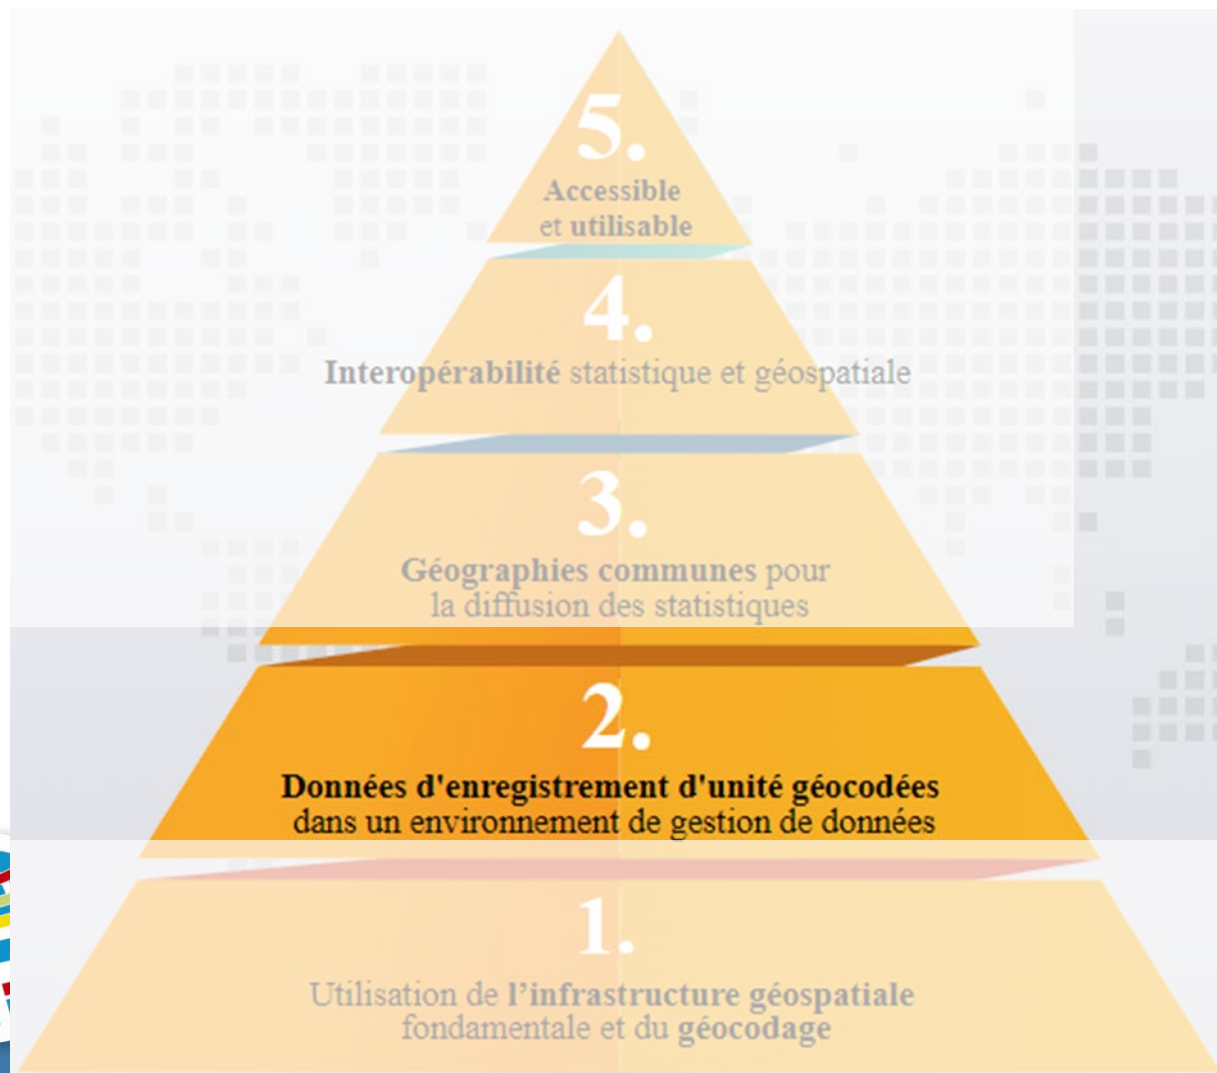 5.
Accessible
et utilisable
4.
Interopérabilité statistique et géospatiale
3.
Géographies communes pour
la diffusion des statistiques
2.
Données d'enregistrement d'unité géocodées
dans un environnement de gestion de données
1.
Utilisation de l’infrastructure géospatiale
fondamentale et du géocodage